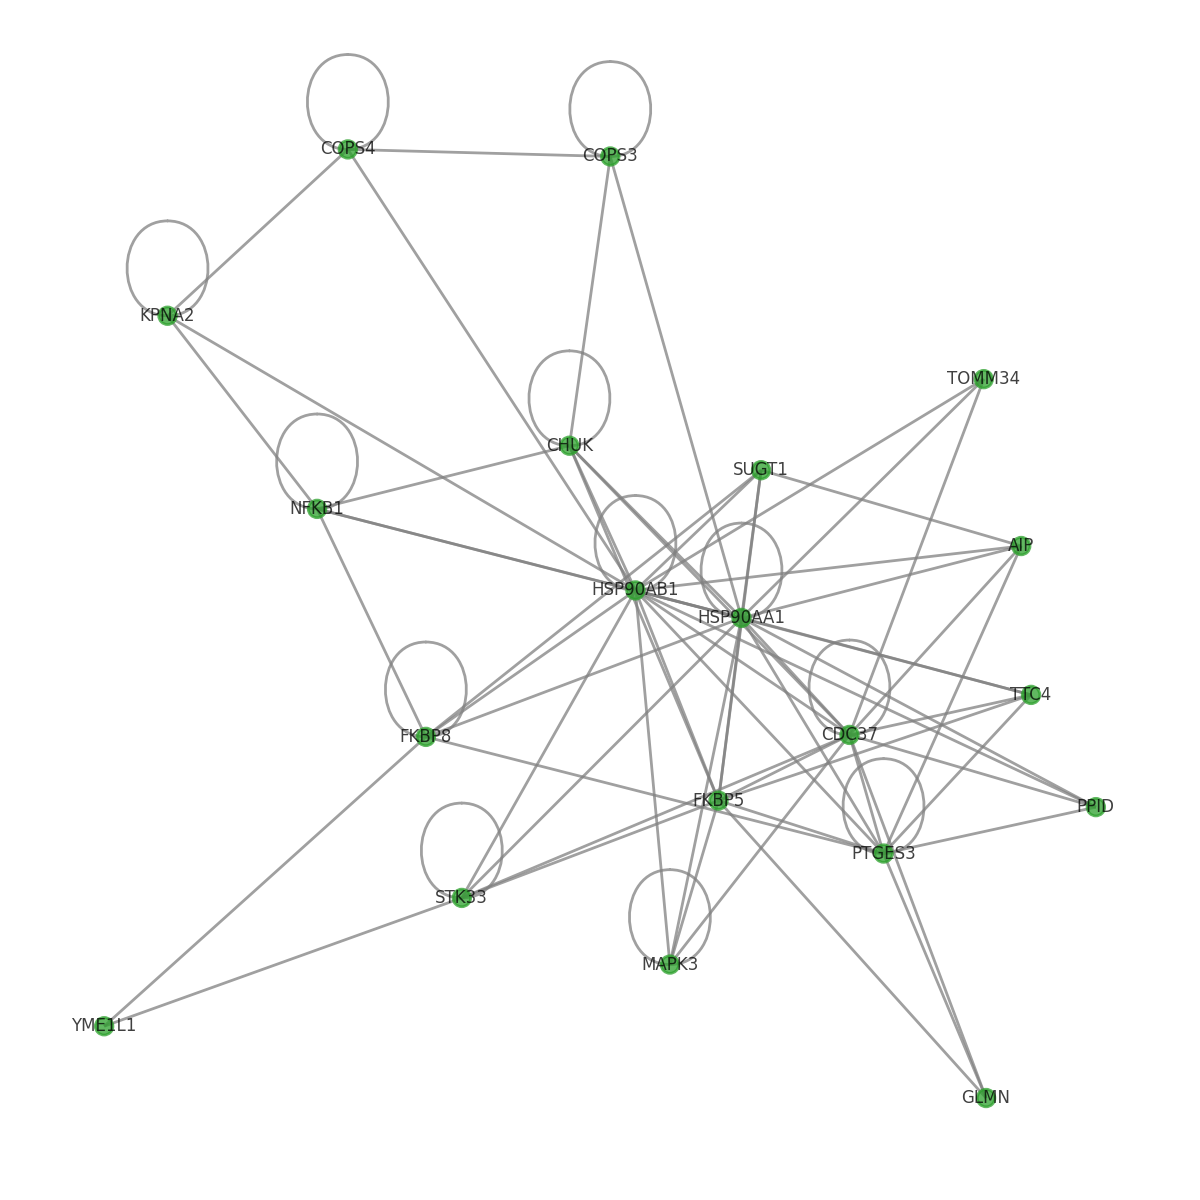 COPS4
COPS3
KPNA2
TOMM34
CHUK
SUGT1
NFKB1
AIP
HSP90AB1
HSP90AA1
TTC4
CDC37
FKBP8
FKBP5
PPID
PTGES3
STK33
MAPK3
YME1L1
GLMN